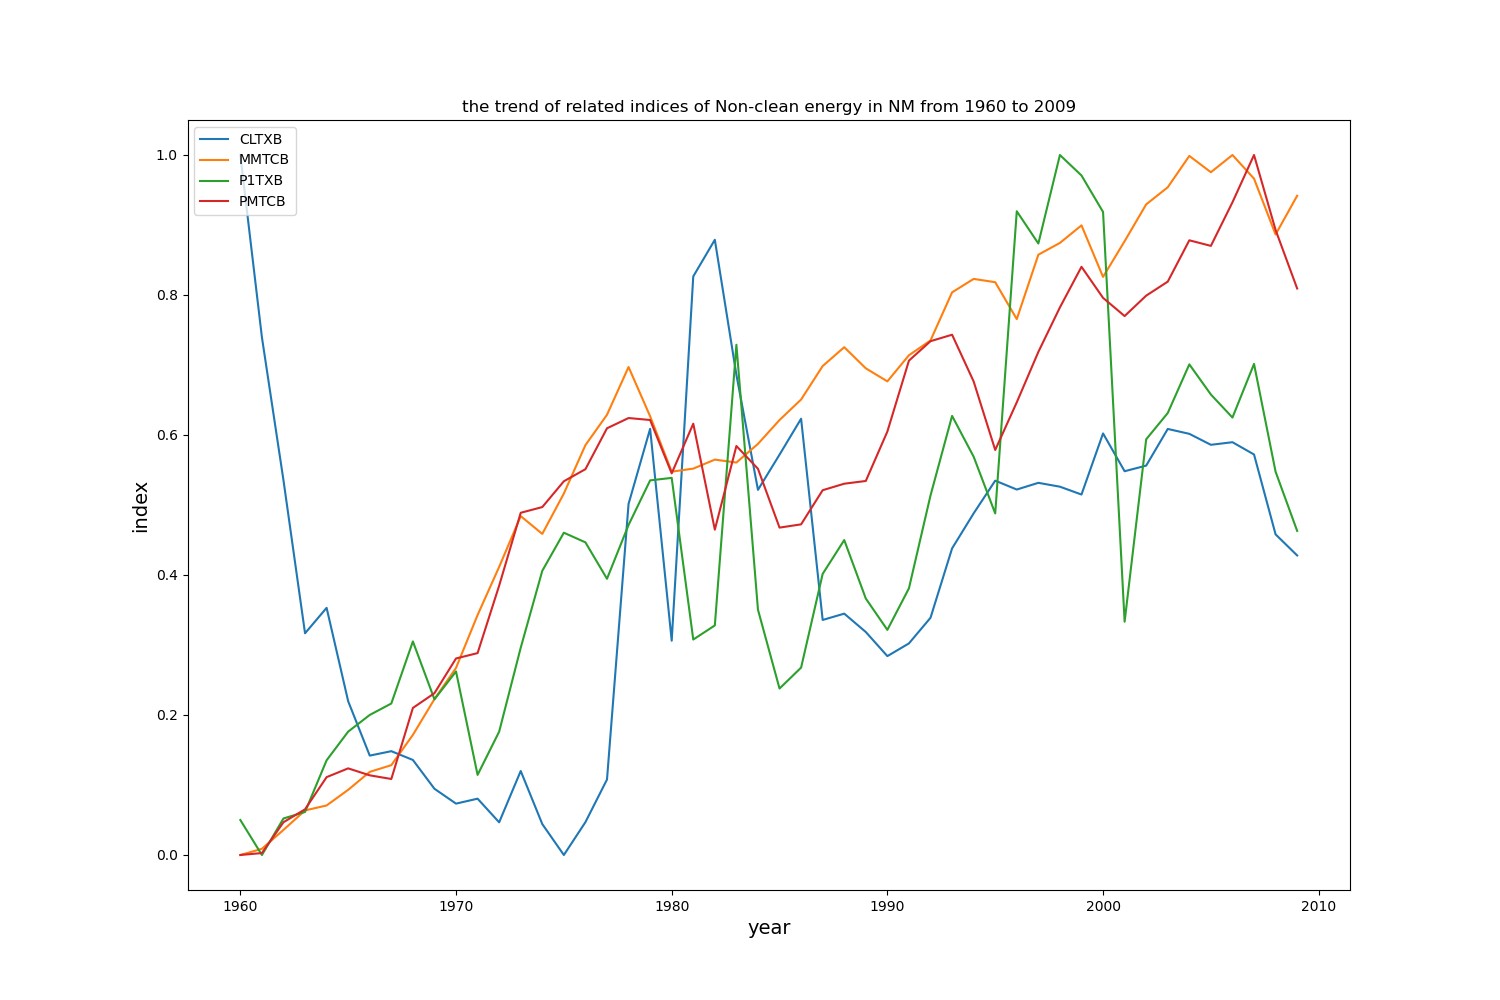 the trend of related indices of Non-clean energy in NM from 1960 to 2009
CLTXB
MMTCB
P1TXB
PMTCB
1.0
0.8
0.6
0.4
0.2
0.0
index
1960 1970 1980 1990 2000 2010
year